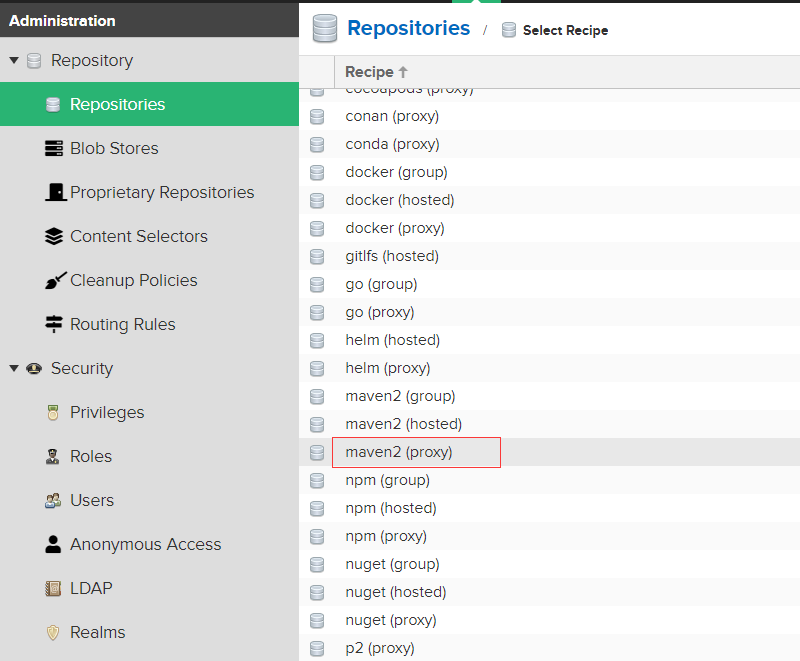 Administration
Repository
Repositories
Blob Stores
Proprietary Repositories
Content Selectors
Cleanup Policies
Routing Rules
Security
Privileges
Roles
Users
Anonymous Access
LDAP
Realms
Repositories / Select Recipe
Recipe
cocoapods (proxy)
conan (proxy)
conda (proxy)
docker (group)
docker (hosted)
docker (proxy)
gitlfs (hosted)
go (group)
go (proxy)
helm (hosted)
helm (proxy)
maven2 (group)
maven2 (hosted)
maven2 (proxy)
npm (group)
npm (hosted)
npm (proxy)
nuget (group)
nuget (hosted)
nuget (proxy)
p2 (proxy)